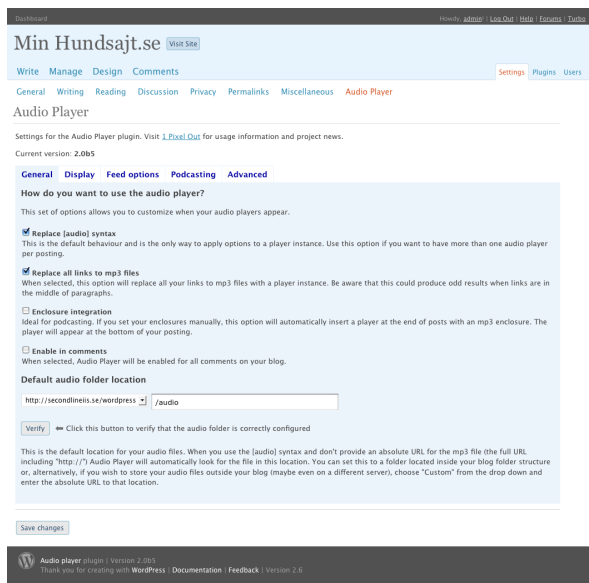 Dashboard
Howdy, admin! | Log Out | Help | Forums | Turbo
Min Hundsajt.se Visit Site
Write Manage Design Comments Settings Plugins Users
General Writing Reading Discussion Privacy Permalinks Miscellaneous Audio Player
Audio Player
Settings for the Audio Player plugin. Visit 1 Pixel Out for usage information and project news.
Current version: 2.0b5
General Display Feed options Podcasting Advanced
How do you want to use the audio player?
This set of options allows you to customize when your audio players appear.
Replace [audio] syntax
This is the default behaviour and is the only way to apply options to a player instance. Use this option if you want to have more than one audio player
per posting.
Replace all links to mp3 files
When selected, this option will replace all your links to mp3 files with a player instance. Be aware that this could produce odd results when links are in
the middle of paragraphs.
Enclosure integration
Ideal for podcasting. If you set your enclosures manually, this option will automatically insert a player at the end of posts with an mp3 enclosure. The
player will appear at the bottom of your posting.
Enable in comments
When selected, Audio Player will be enabled for all comments on your blog.
Default audio folder location
http://secondlineiis.se/wordpress /audio
Verify ⇐ Click this button to verify that the audio folder is correctly configured
This is the default location for your audio files. When you use the [audio] syntax and don't provide an absolute URL for the mp3 file (the full URL
including "http://") Audio Player will automatically look for the file in this location. You can set this to a folder located inside your blog folder structure
or, alternatively, if you wish to store your audio files outside your blog (maybe even on a different server), choose "Custom" from the drop down and
enter the absolute URL to that location.
Save changes
Audio player plugin | Version 2.0b5
Thank you for creating with WordPress | Documentation | Feedback | Version 2.6